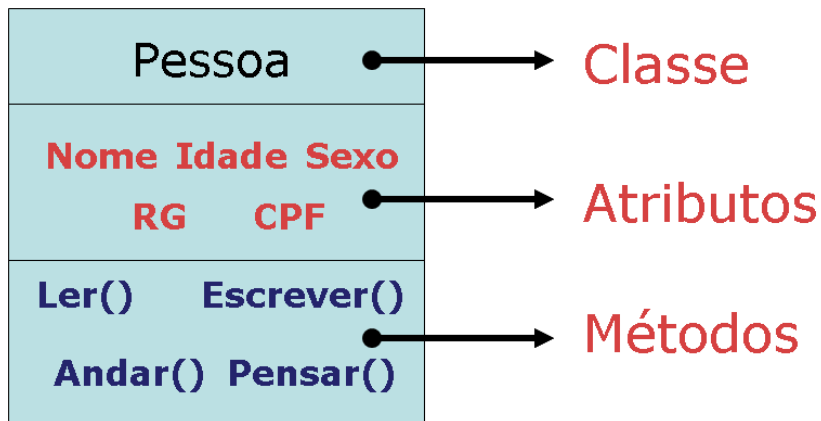 Pessoa
Classe
Nome Idade Sexo
RG CPF
Atributos
Ler() Escrever()
Andar() Pensar()
Métodos